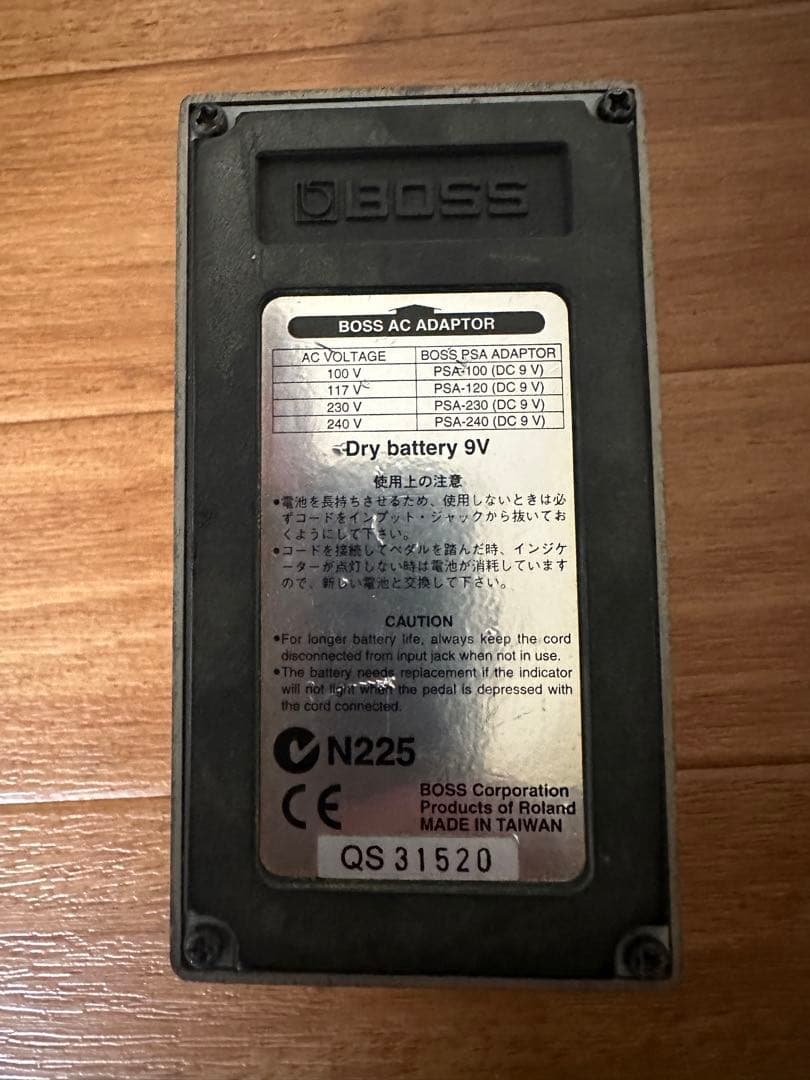 BOSS
BOSS AC ADAPTOR
AC VOLTAGE BOSS PSA ADAPTOR
100 V PSA-100 (DC 9 V)
117 V PSA-120 (DC 9 V)
230 V PSA-230 (DC 9 V)
240 V PSA-240 (DC 9 V)
Dry battery 9V
使用上の注意
●電池を長持ちさせるため、使用しないときは必
ずコードをインプット・ジャックから抜いてお
くようにして下さい。
●コードを接続してペダルを踏んだ時、インジケ
ーターが点灯しない時は電池が消耗しています
ので、新しい電池と交換して下さい。
CAUTION
●For longer battery life, always keep the cord
disconnected from input jack when not in use.
●The battery needs replacement if the indicator
will not light when the pedal is depressed with
the cord connected.
N225
CE
BOSS Corporation
Products of Roland
MADE IN TAIWAN
QS 31520